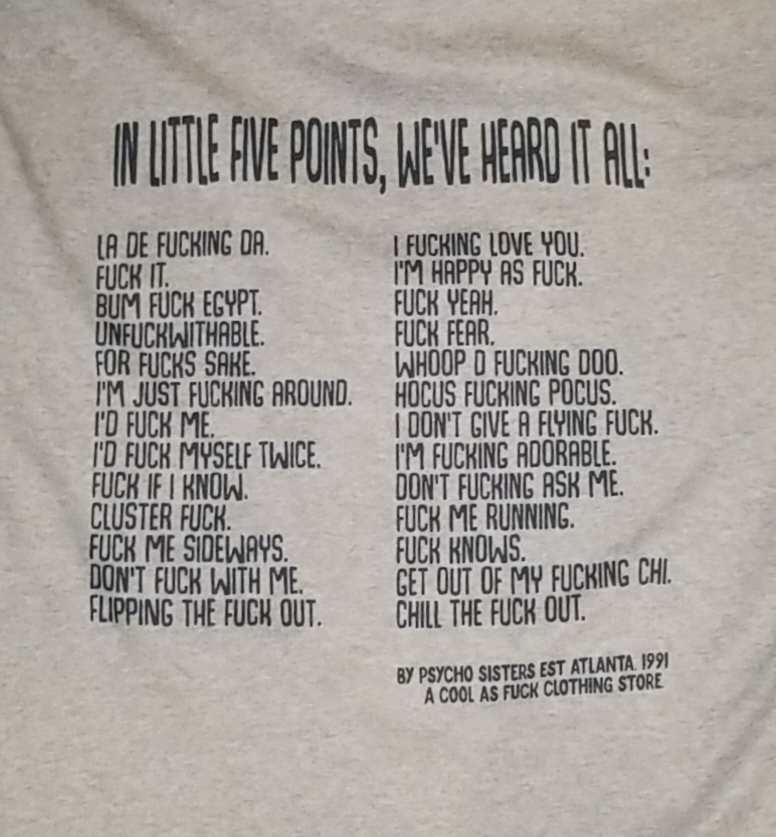 IN LITTLE FIVE POINTS, WE'VE HEARD IT ALL:
LA DE FUCKING DA.
FUCK IT.
BUM FUCK EGYPT.
UNFUCKWITHABLE.
FOR FUCKS SAKE.
I'M JUST FUCKING AROUND.
I'D FUCK ME.
I'D FUCK MYSELF TWICE.
FUCK IF I KNOW.
CLUSTER FUCK.
FUCK ME SIDEWAYS.
DON'T FUCK WITH ME.
FLIPPING THE FUCK OUT.
I FUCKING LOVE YOU.
I'M HAPPY AS FUCK.
FUCK YEAH.
FUCK FEAR.
WHOOP D FUCKING DOO.
HOCUS FUCKING POCUS.
I DON'T GIVE A FLYING FUCK.
I'M FUCKING ADORABLE.
DON'T FUCKING ASK ME.
FUCK ME RUNNING.
FUCK KNOWS.
GET OUT OF MY FUCKING CHI.
CHILL THE FUCK OUT.
BY PSYCHO SISTERS EST ATLANTA. 1991
A COOL AS FUCK CLOTHING STORE